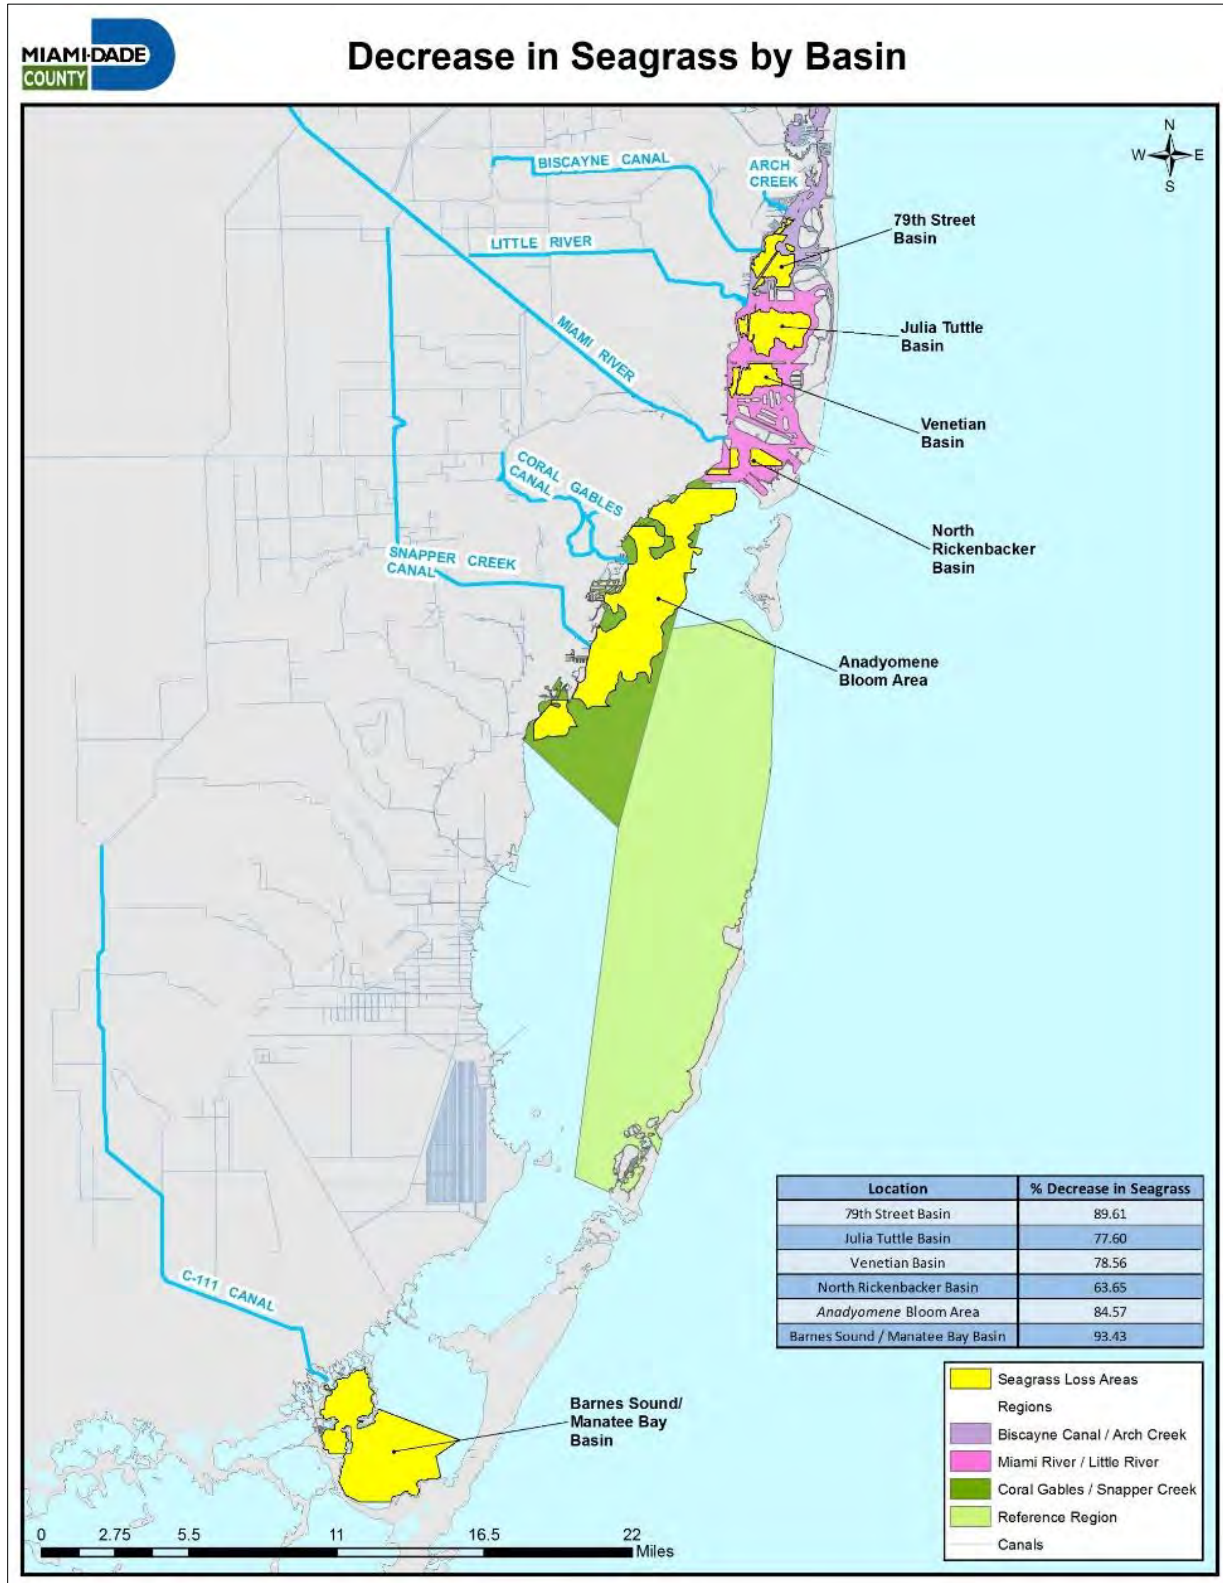 MIAMI-DADE
COUNTY
Decrease in Seagrass by Basin
N
W
E
S
BISCAYNE CANAL
ARCH
CREEK
79th Street
Basin
LITTLE RIVER
Julia Tuttle
Basin
MIAMI RIVER
Venetian
Basin
CORAL GABLES
CANAL
North
Rickenbacker
Basin
SNAPPER CREEK
CANAL
Anadyomene
Bloom Area
Location % Decrease in Seagrass
79th Street Basin 89.61
Julia Tuttle Basin 77.60
Venetian Basin 78.56
North Rickenbacker Basin 63.65
Anadyomene Bloom Area 84.57
Barnes Sound / Manatee Bay Basin 93.43
C-111 CANAL
Barnes Sound/
Manatee Bay
Basin
Seagrass Loss Areas
Regions
Biscayne Canal / Arch Creek
Miami River / Little River
Coral Gables / Snapper Creek
Reference Region
Canals
0 2.75 5.5 11 16.5 22
Miles